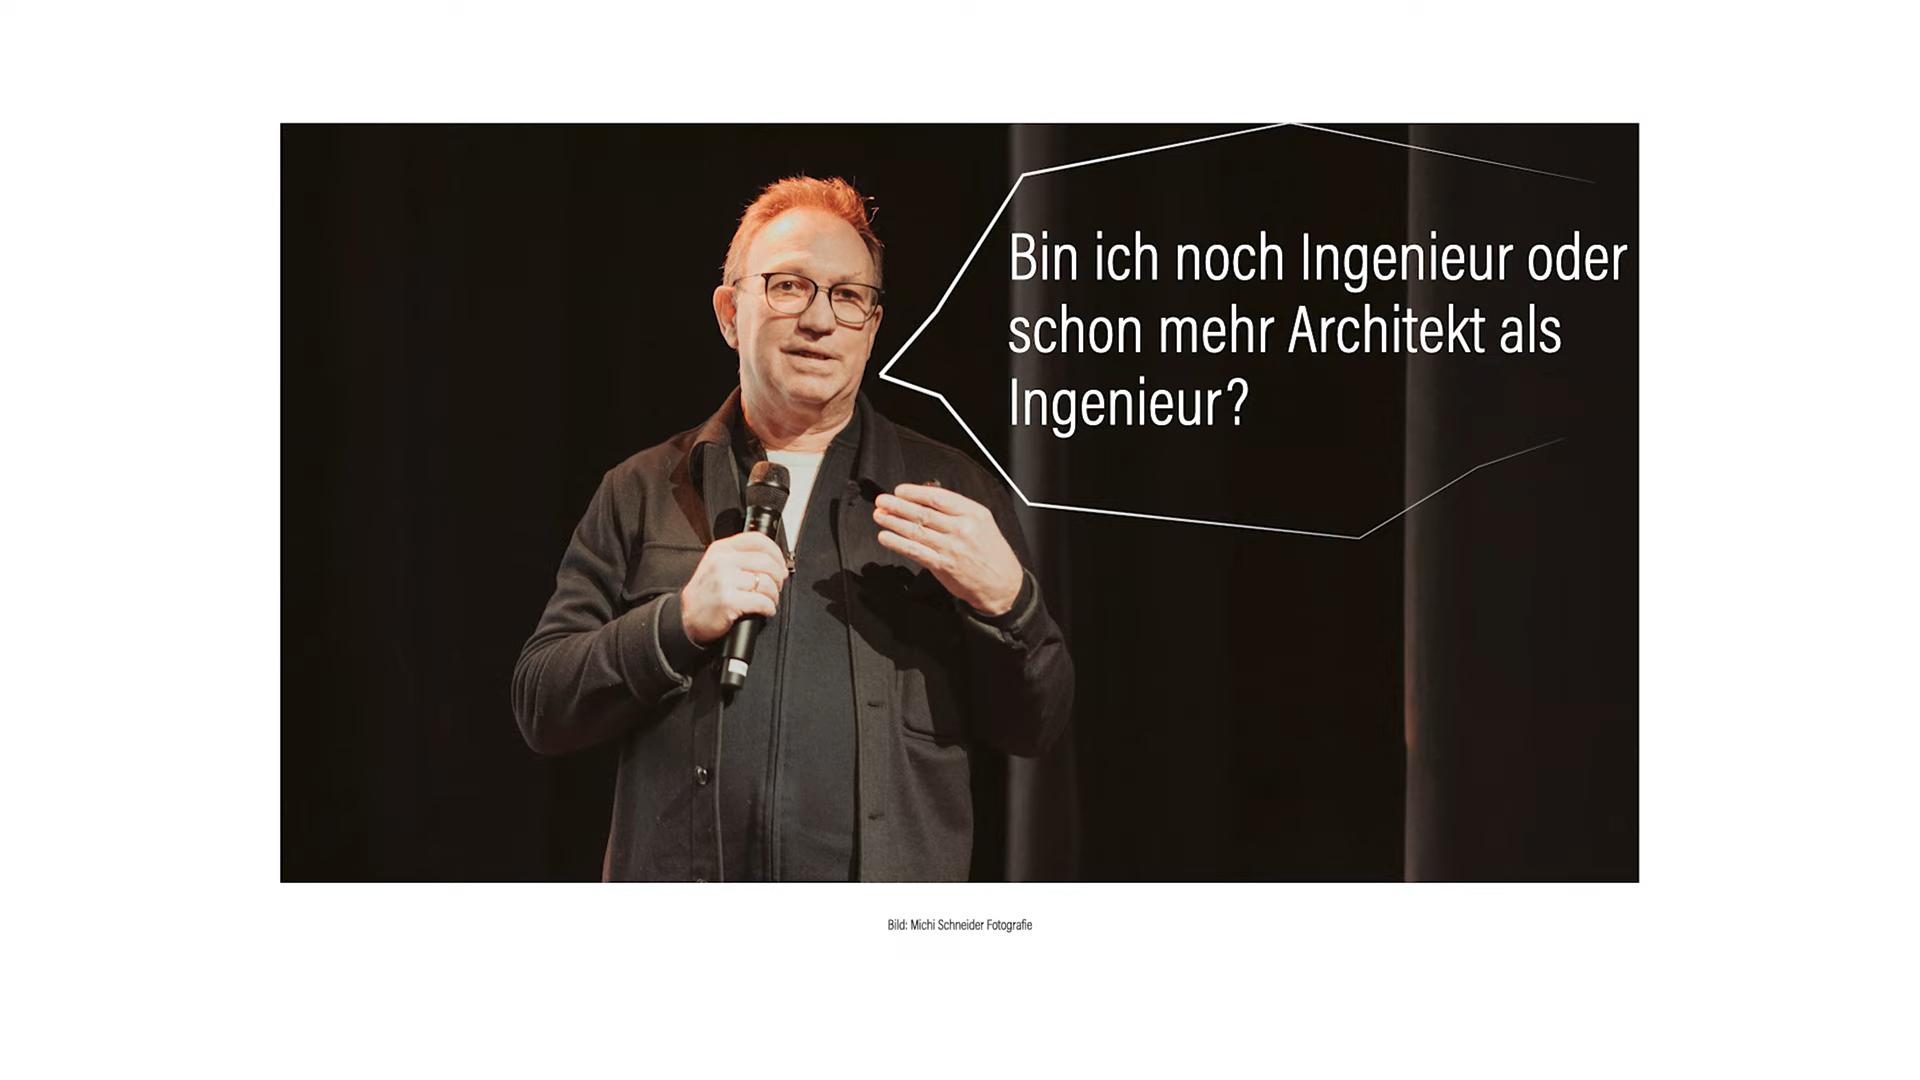 Bin ich noch Ingenieur oder
schon mehr Architekt als
Ingenieur?
Bild: Michi Schneider Fotografie